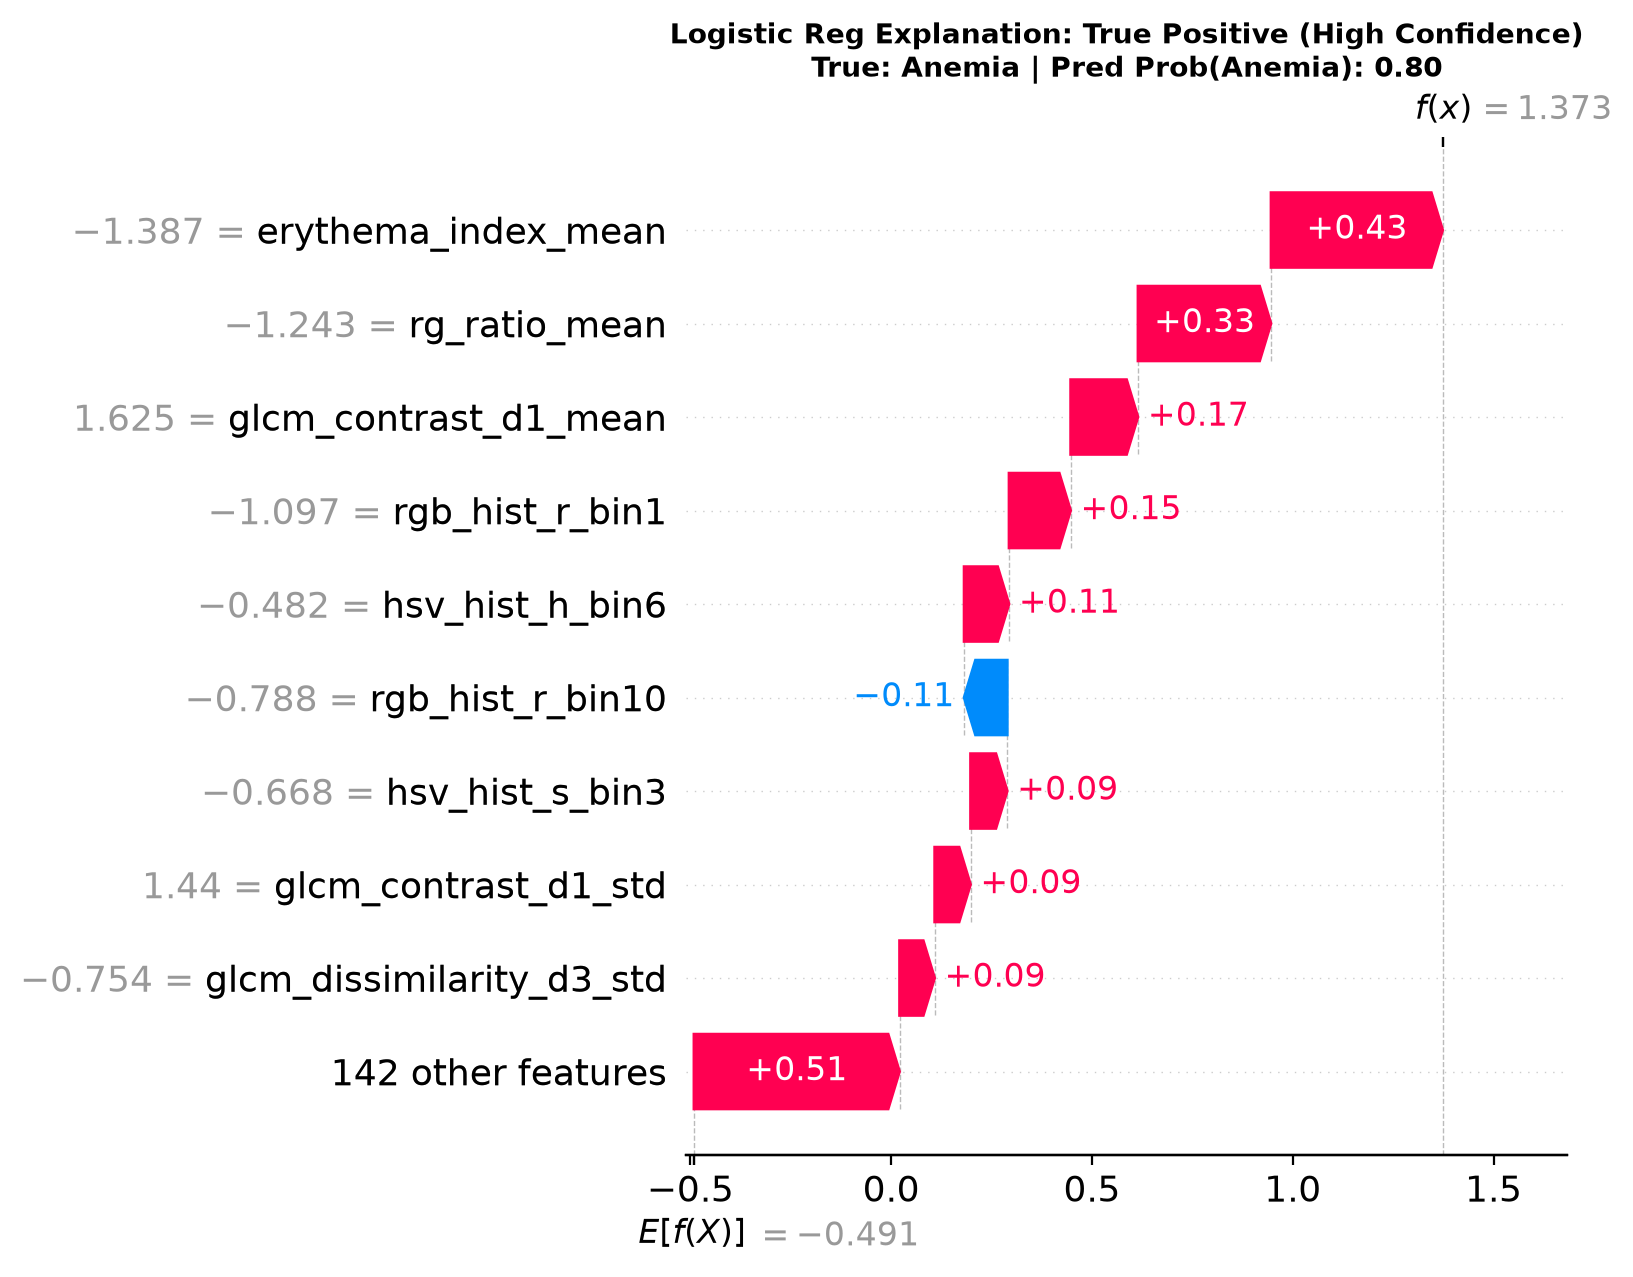 Logistic Reg Explanation: True Positive (High Confidence)
True: Anemia | Pred Prob(Anemia): 0.80
f(x) = 1.373
−1.387 = erythema_index_mean
+0.43
−1.243 = rg_ratio_mean
+0.33
1.625 = glcm_contrast_d1_mean
+0.17
−1.097 = rgb_hist_r_bin1
+0.15
−0.482 = hsv_hist_h_bin6
+0.11
−0.788 = rgb_hist_r_bin10
−0.11
−0.668 = hsv_hist_s_bin3
+0.09
1.44 = glcm_contrast_d1_std
+0.09
−0.754 = glcm_dissimilarity_d3_std
+0.09
142 other features
+0.51
−0.5 0.0 0.5 1.0 1.5
E[f(X)] = −0.491